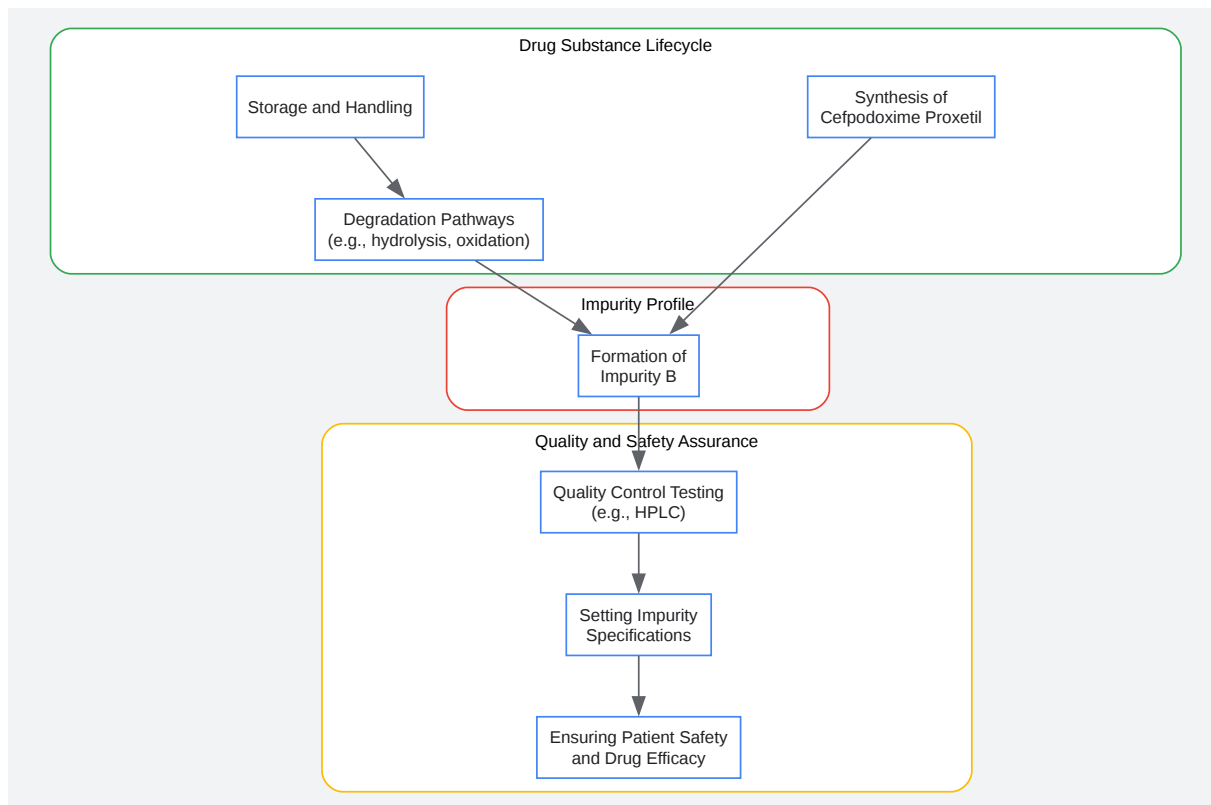 Drug Substance Lifecycle
Storage and Handling
Synthesis of
Cefpodoxime Proxetil
Degradation Pathways
(e.g., hydrolysis, oxidation)
Impurity Profile
Formation of
Impurity B
Quality and Safety Assurance
Quality Control Testing
(e.g., HPLC)
Setting Impurity
Specifications
Ensuring Patient Safety
and Drug Efficacy